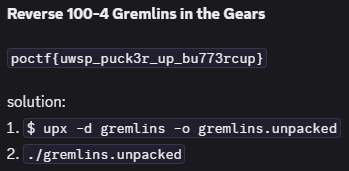 Reverse 100-4 Gremlins in the Gears
poctf{uwsp_puck3r_up_bu773rcup}
solution:
1. $ upx -d gremlins -o gremlins.unpacked
2. ./gremlins.unpacked